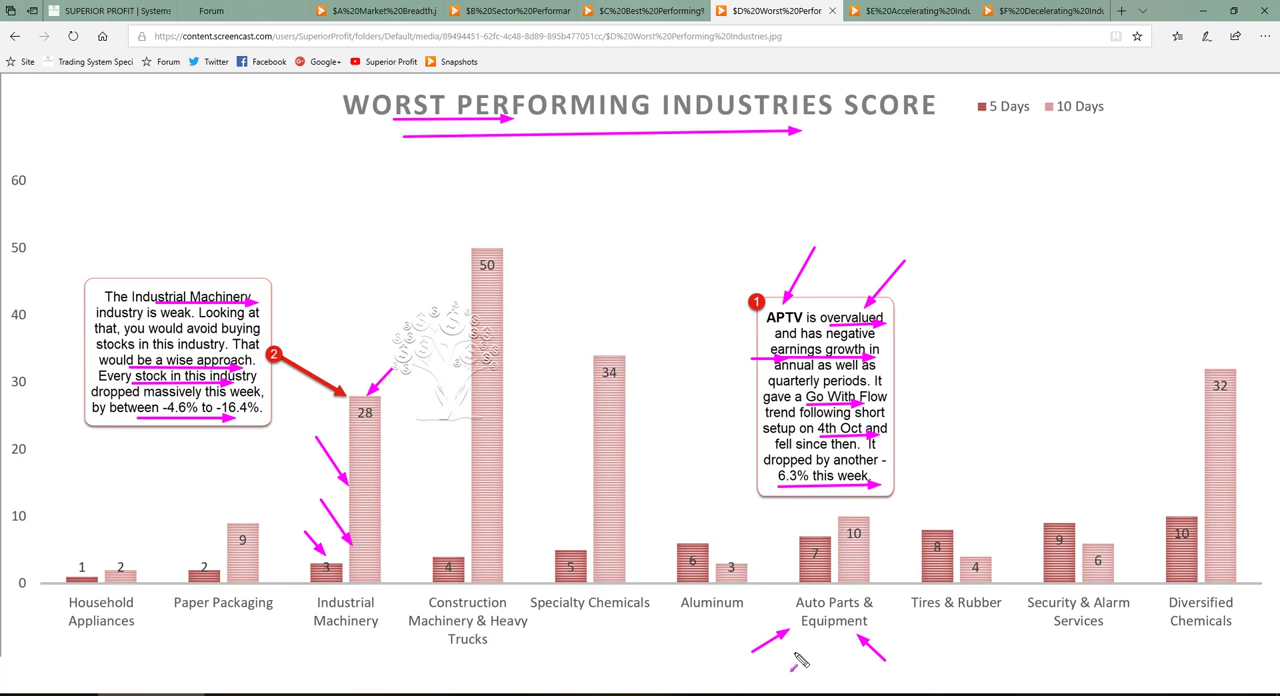 SUPERIOR PROFIT | Systems
Forum
$A%20Market%20Breadth.j
$B%20Sector%20Performar
$C%20Best%20Performing%
$D%20Worst%20Perfor
$E%20Accelerating%20Indu
$F%20Decelerating%20Indu
https://content.screencast.com/users/SuperiorProfit/folders/Default/media/89494451-62fc-4c48-8d89-895b477051cc/$D%20Worst%20Performing%20Industries.jpg
Site
Trading System Speci
Forum
Twitter
Facebook
Google+
Superior Profit
Snapshots
WORST PERFORMING INDUSTRIES SCORE
5 Days
10 Days
60
50
40
30
20
10
0
The Industrial Machinery
industry is weak. Looking at
that, you would avoid buying
stocks in this industry. That
would be a wise approach.
Every stock in this industry
dropped massively this week,
by between -4.6% to -16.4%.
2
1
APTV is overvalued
and has negative
earnings growth in
annual as well as
quarterly periods. It
gave a Go With Flow
trend following short
setup on 4th Oct and
fell since then. It
dropped by another -
6.3% this week.
1 2
2 9
3 28
4 50
5 34
6 3
7 10
8 4
9 6
10 32
Household
Appliances
Paper Packaging
Industrial
Machinery
Construction
Machinery & Heavy
Trucks
Specialty Chemicals
Aluminum
Auto Parts &
Equipment
Tires & Rubber
Security & Alarm
Services
Diversified
Chemicals